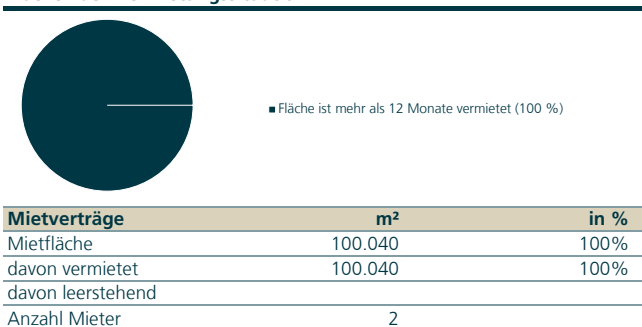 Fläche ist mehr als 12 Monate vermietet (100 %)
Mietverträge m² in %
Mietfläche 100.040 100%
davon vermietet 100.040 100%
davon leerstehend
Anzahl Mieter 2